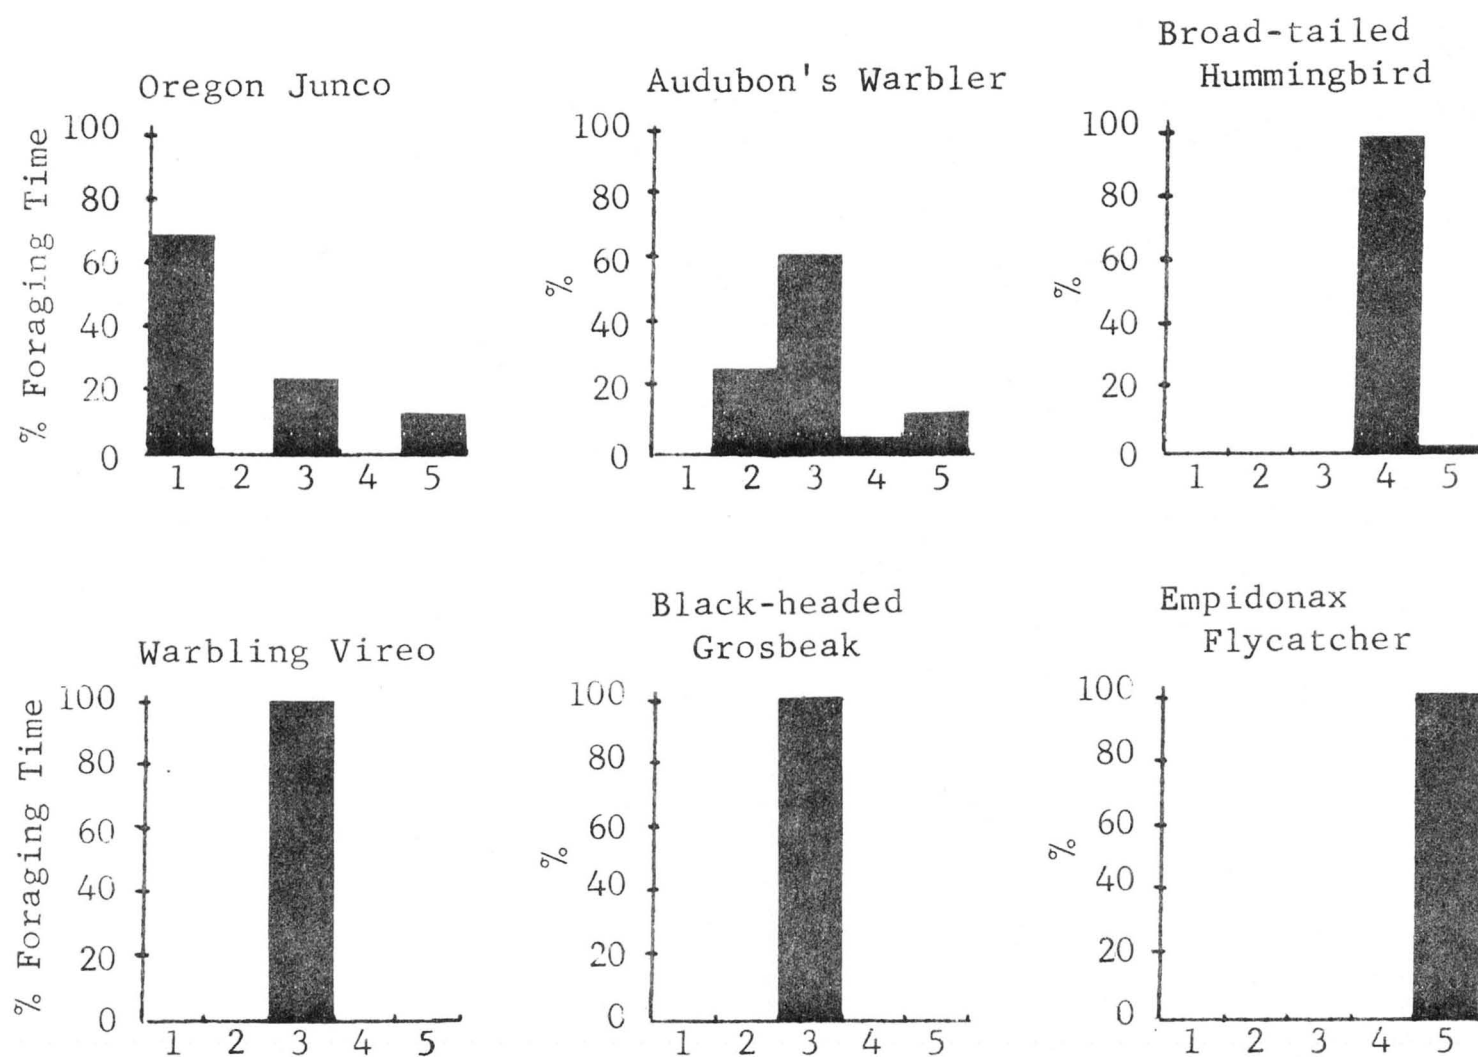 Oregon Junco
% Foraging Time
100
80
60
40
20
0
1 2 3 4 5
Audubon's Warbler
%
100
80
60
40
20
0
1 2 3 4 5
Broad-tailed
Hummingbird
%
100
80
60
40
20
0
1 2 3 4 5
Warbling Vireo
% Foraging Time
100
80
60
40
20
0
1 2 3 4 5
Black-headed
Grosbeak
%
100
80
60
40
20
0
1 2 3 4 5
Empidonax
Flycatcher
%
100
80
60
40
20
0
1 2 3 4 5